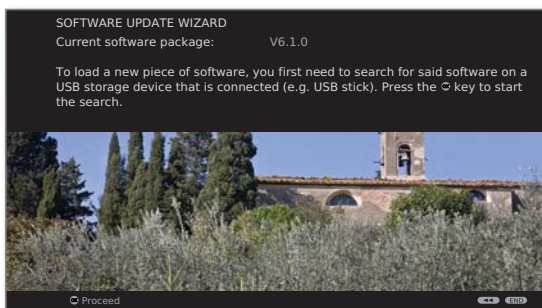 SOFTWARE UPDATE WIZARD
Current software package: V6.1.0
To load a new piece of software, you first need to search for said software on a
USB storage device that is connected (e.g. USB stick). Press the OK key to start
the search.
OK Proceed
END